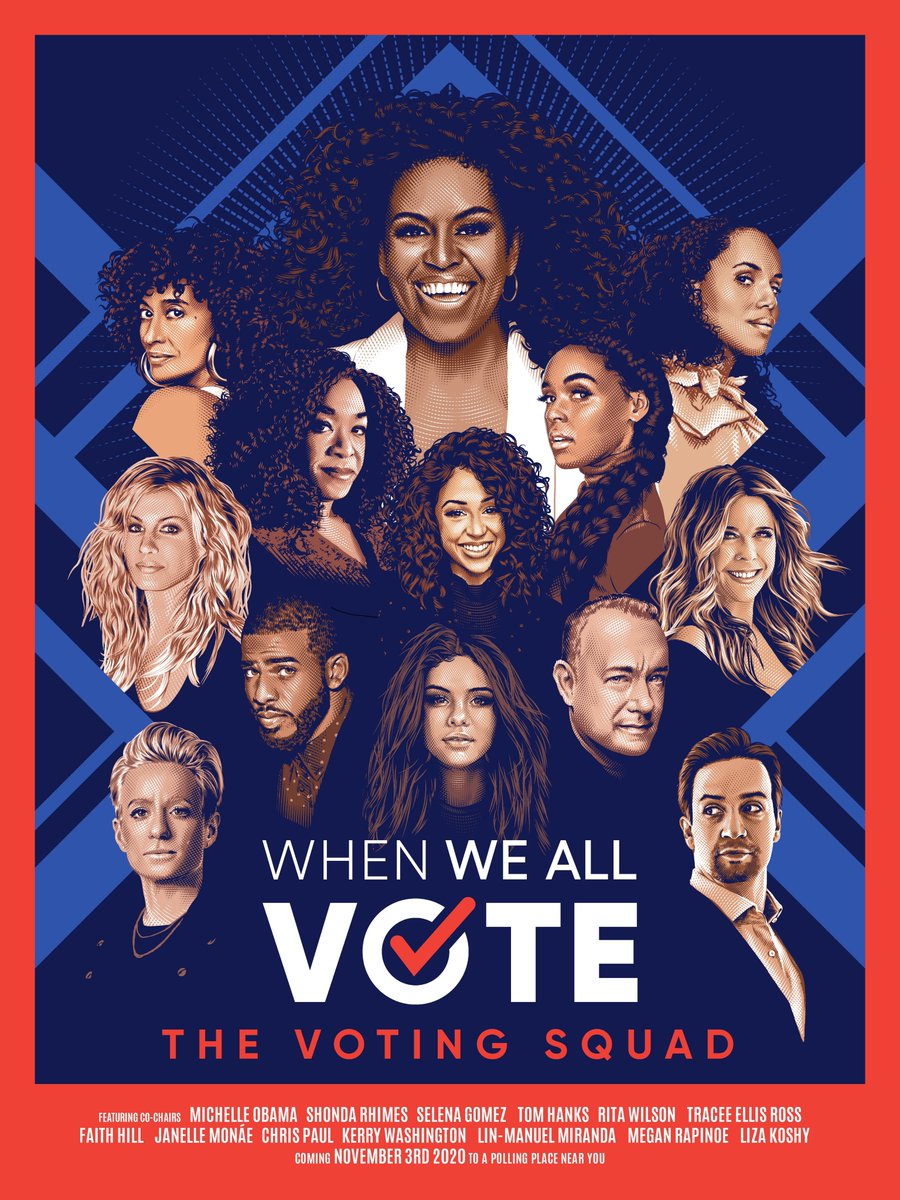 WHEN WE ALL
VOTE
THE VOTING SQUAD
FEATURING CO-CHAIRS MICHELLE OBAMA SHONDA RHIMES SELENA GOMEZ TOM HANKS RITA WILSON TRACEE ELLIS ROSS
FAITH HILL JANELLE MONÁE CHRIS PAUL KERRY WASHINGTON LIN-MANUEL MIRANDA MEGAN RAPINOE LIZA KOSHY
COMING NOVEMBER 3RD 2020 TO A POLLING PLACE NEAR YOU